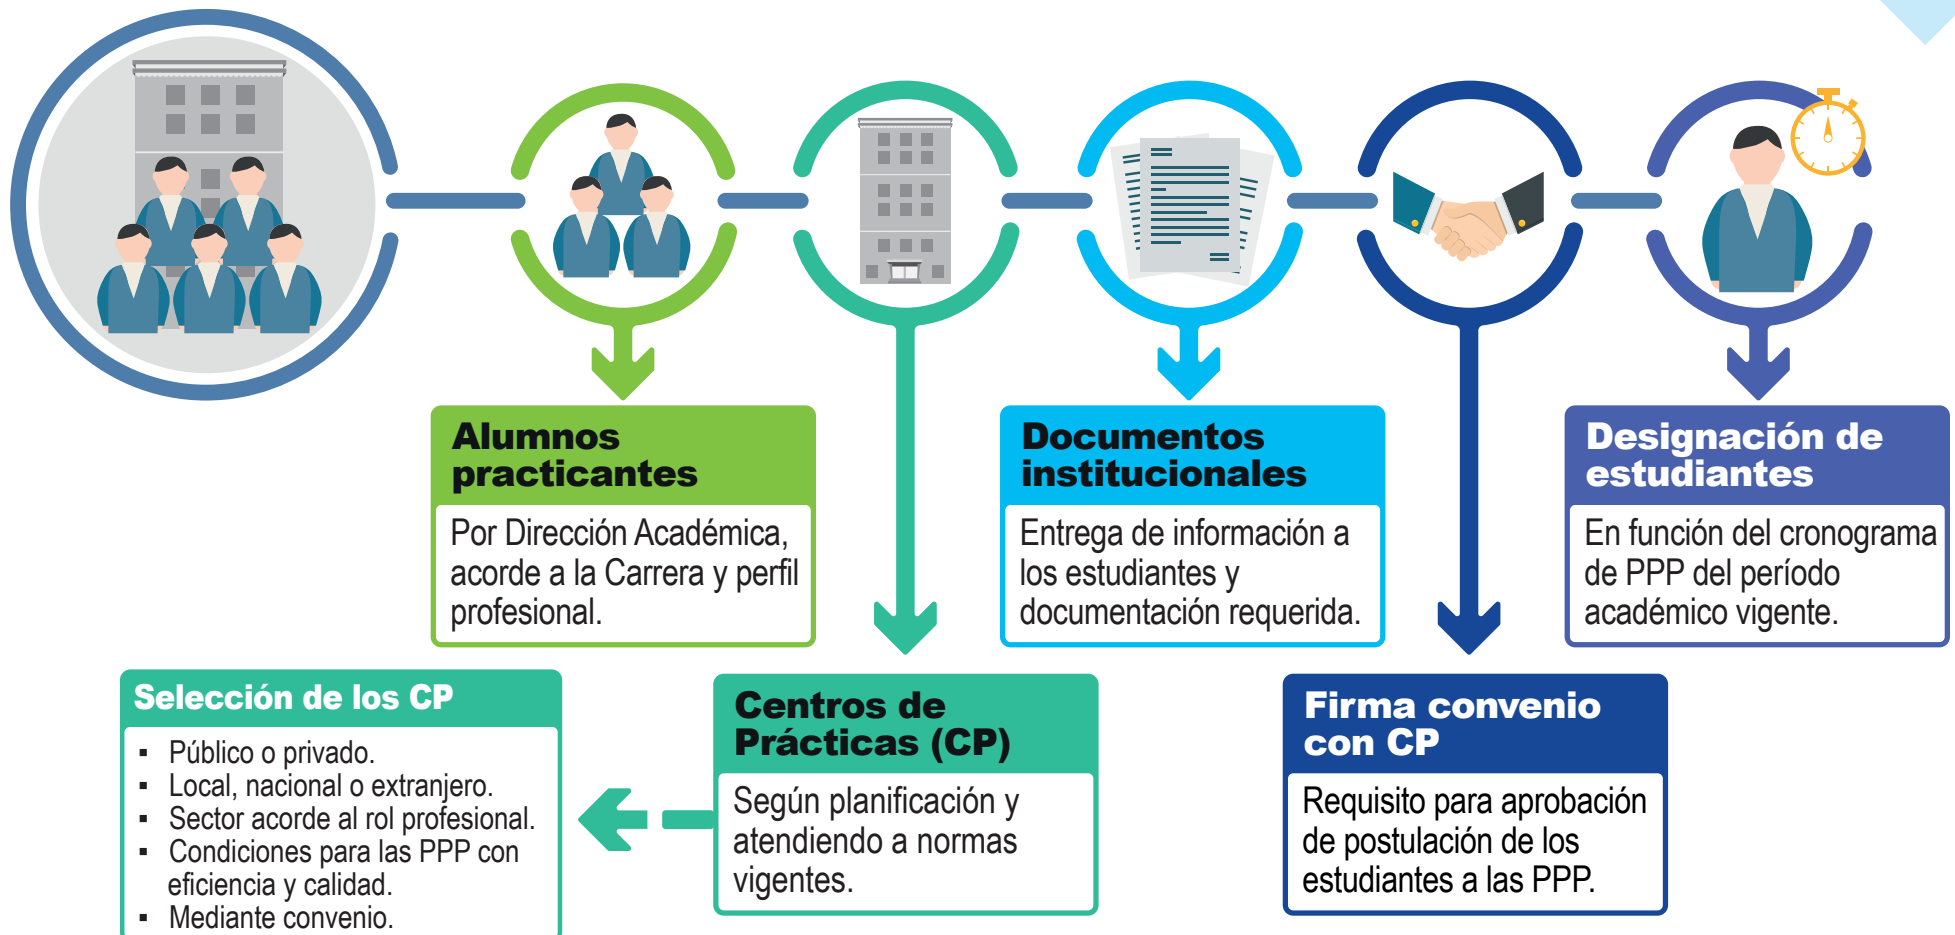 Alumnos
practicantes
Por Dirección Académica,
acorde a la Carrera y perfil
profesional.
Documentos
institucionales
Entrega de información a
los estudiantes y
documentación requerida.
Designación de
estudiantes
En función del cronograma
de PPP del período
académico vigente.
Selección de los CP
▪ Público o privado.
▪ Local, nacional o extranjero.
▪ Sector acorde al rol profesional.
▪ Condiciones para las PPP con
eficiencia y calidad.
▪ Mediante convenio.
Centros de
Prácticas (CP)
Según planificación y
atendiendo a normas
vigentes.
Firma convenio
con CP
Requisito para aprobación
de postulación de los
estudiantes a las PPP.